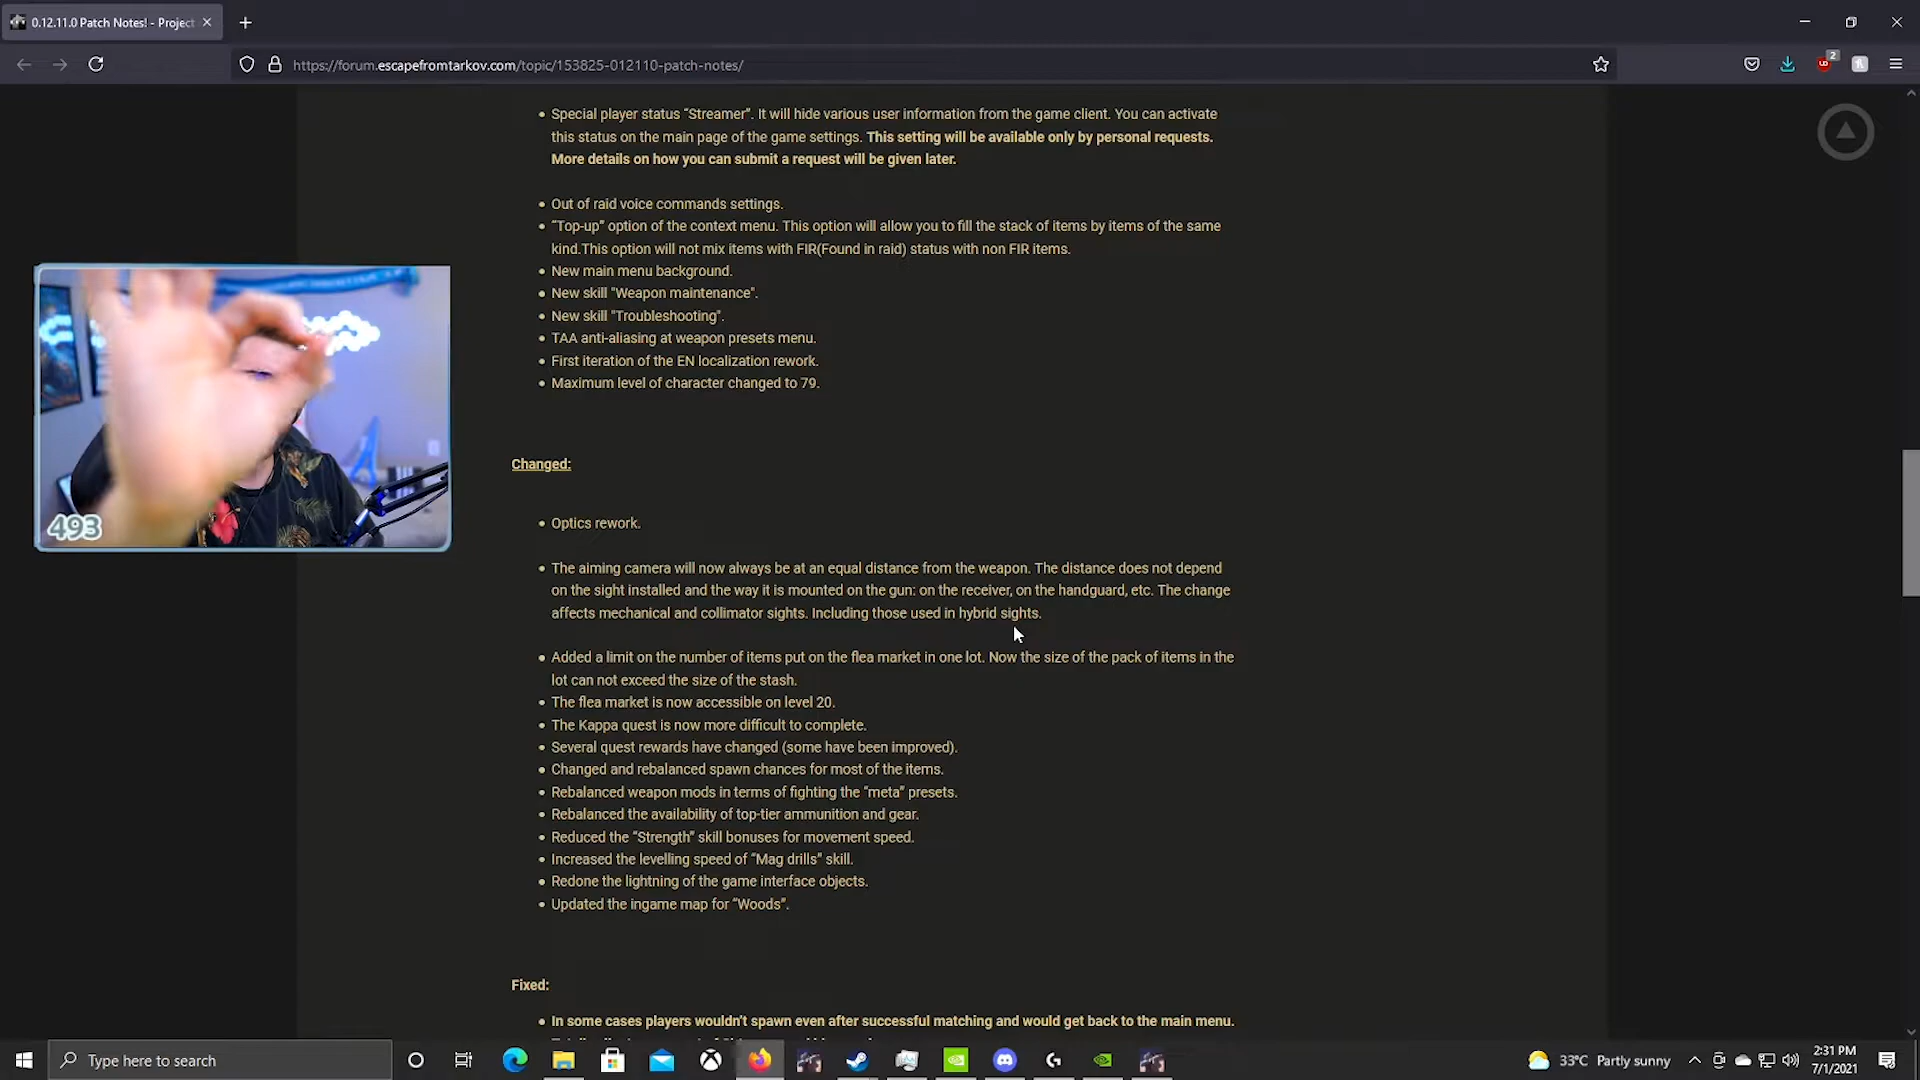 0.12.11.0 Patch Notes! - Project
https://forum.escapefromtarkov.com/topic/153825-012110-patch-notes/
2
• Special player status “Streamer”. It will hide various user information from the game client. You can activate
this status on the main page of the game settings. This setting will be available only by personal requests.
More details on how you can submit a request will be given later.
• Out of raid voice commands settings.
• “Top-up” option of the context menu. This option will allow you to fill the stack of items by items of the same
kind.This option will not mix items with FIR(Found in raid) status with non FIR items.
• New main menu background.
• New skill "Weapon maintenance".
• New skill "Troubleshooting".
• TAA anti-aliasing at weapon presets menu.
• First iteration of the EN localization rework.
• Maximum level of character changed to 79.
493
Changed:
• Optics rework.
• The aiming camera will now always be at an equal distance from the weapon. The distance does not depend
on the sight installed and the way it is mounted on the gun: on the receiver, on the handguard, etc. The change
affects mechanical and collimator sights. Including those used in hybrid sights.
• Added a limit on the number of items put on the flea market in one lot. Now the size of the pack of items in the
lot can not exceed the size of the stash.
• The flea market is now accessible on level 20.
• The Kappa quest is now more difficult to complete.
• Several quest rewards have changed (some have been improved).
• Changed and rebalanced spawn chances for most of the items.
• Rebalanced weapon mods in terms of fighting the “meta” presets.
• Rebalanced the availability of top-tier ammunition and gear.
• Reduced the “Strength” skill bonuses for movement speed.
• Increased the levelling speed of “Mag drills” skill.
• Redone the lightning of the game interface objects.
• Updated the ingame map for “Woods”.
Fixed:
• In some cases players wouldn’t spawn even after successful matching and would get back to the main menu.
Type here to search
33°C Partly sunny
2:31 PM
7/1/2021